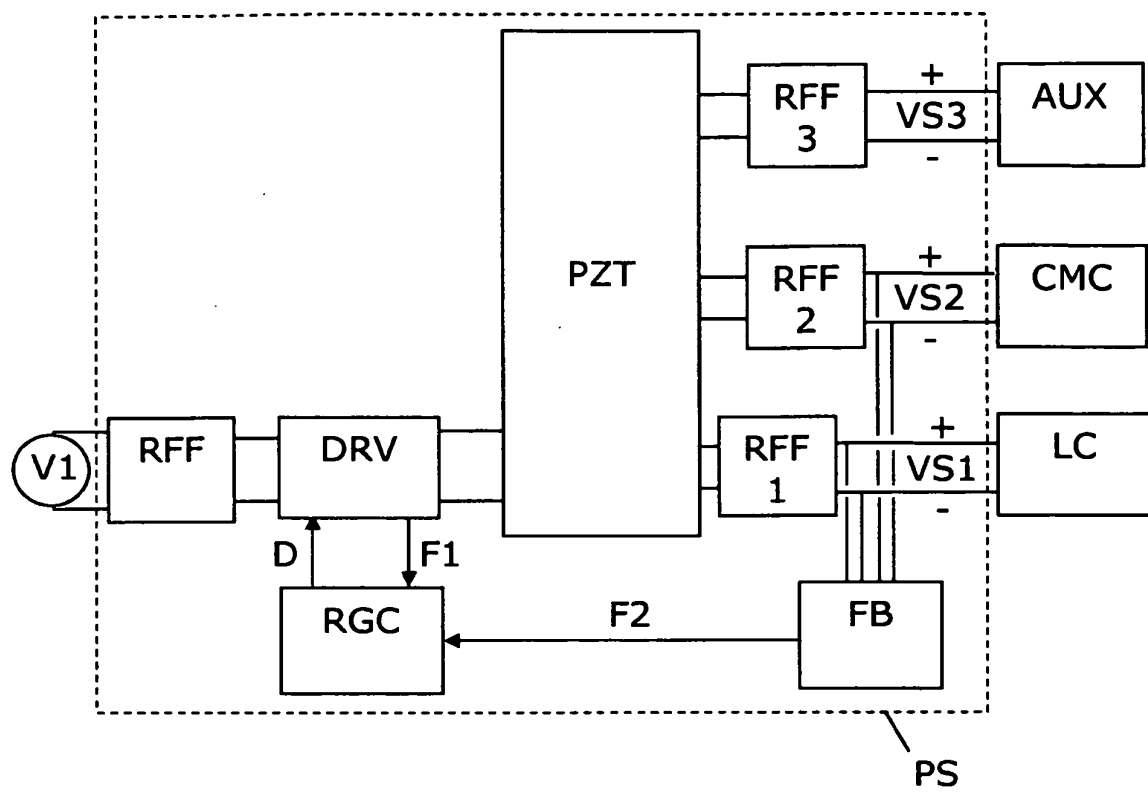 RFF
3
+
VS3
-
AUX
PZT
RFF
2
+
VS2
-
CMC
V1
RFF
DRV
RFF
1
+
VS1
-
LC
D
F1
RGC
F2
FB
PS